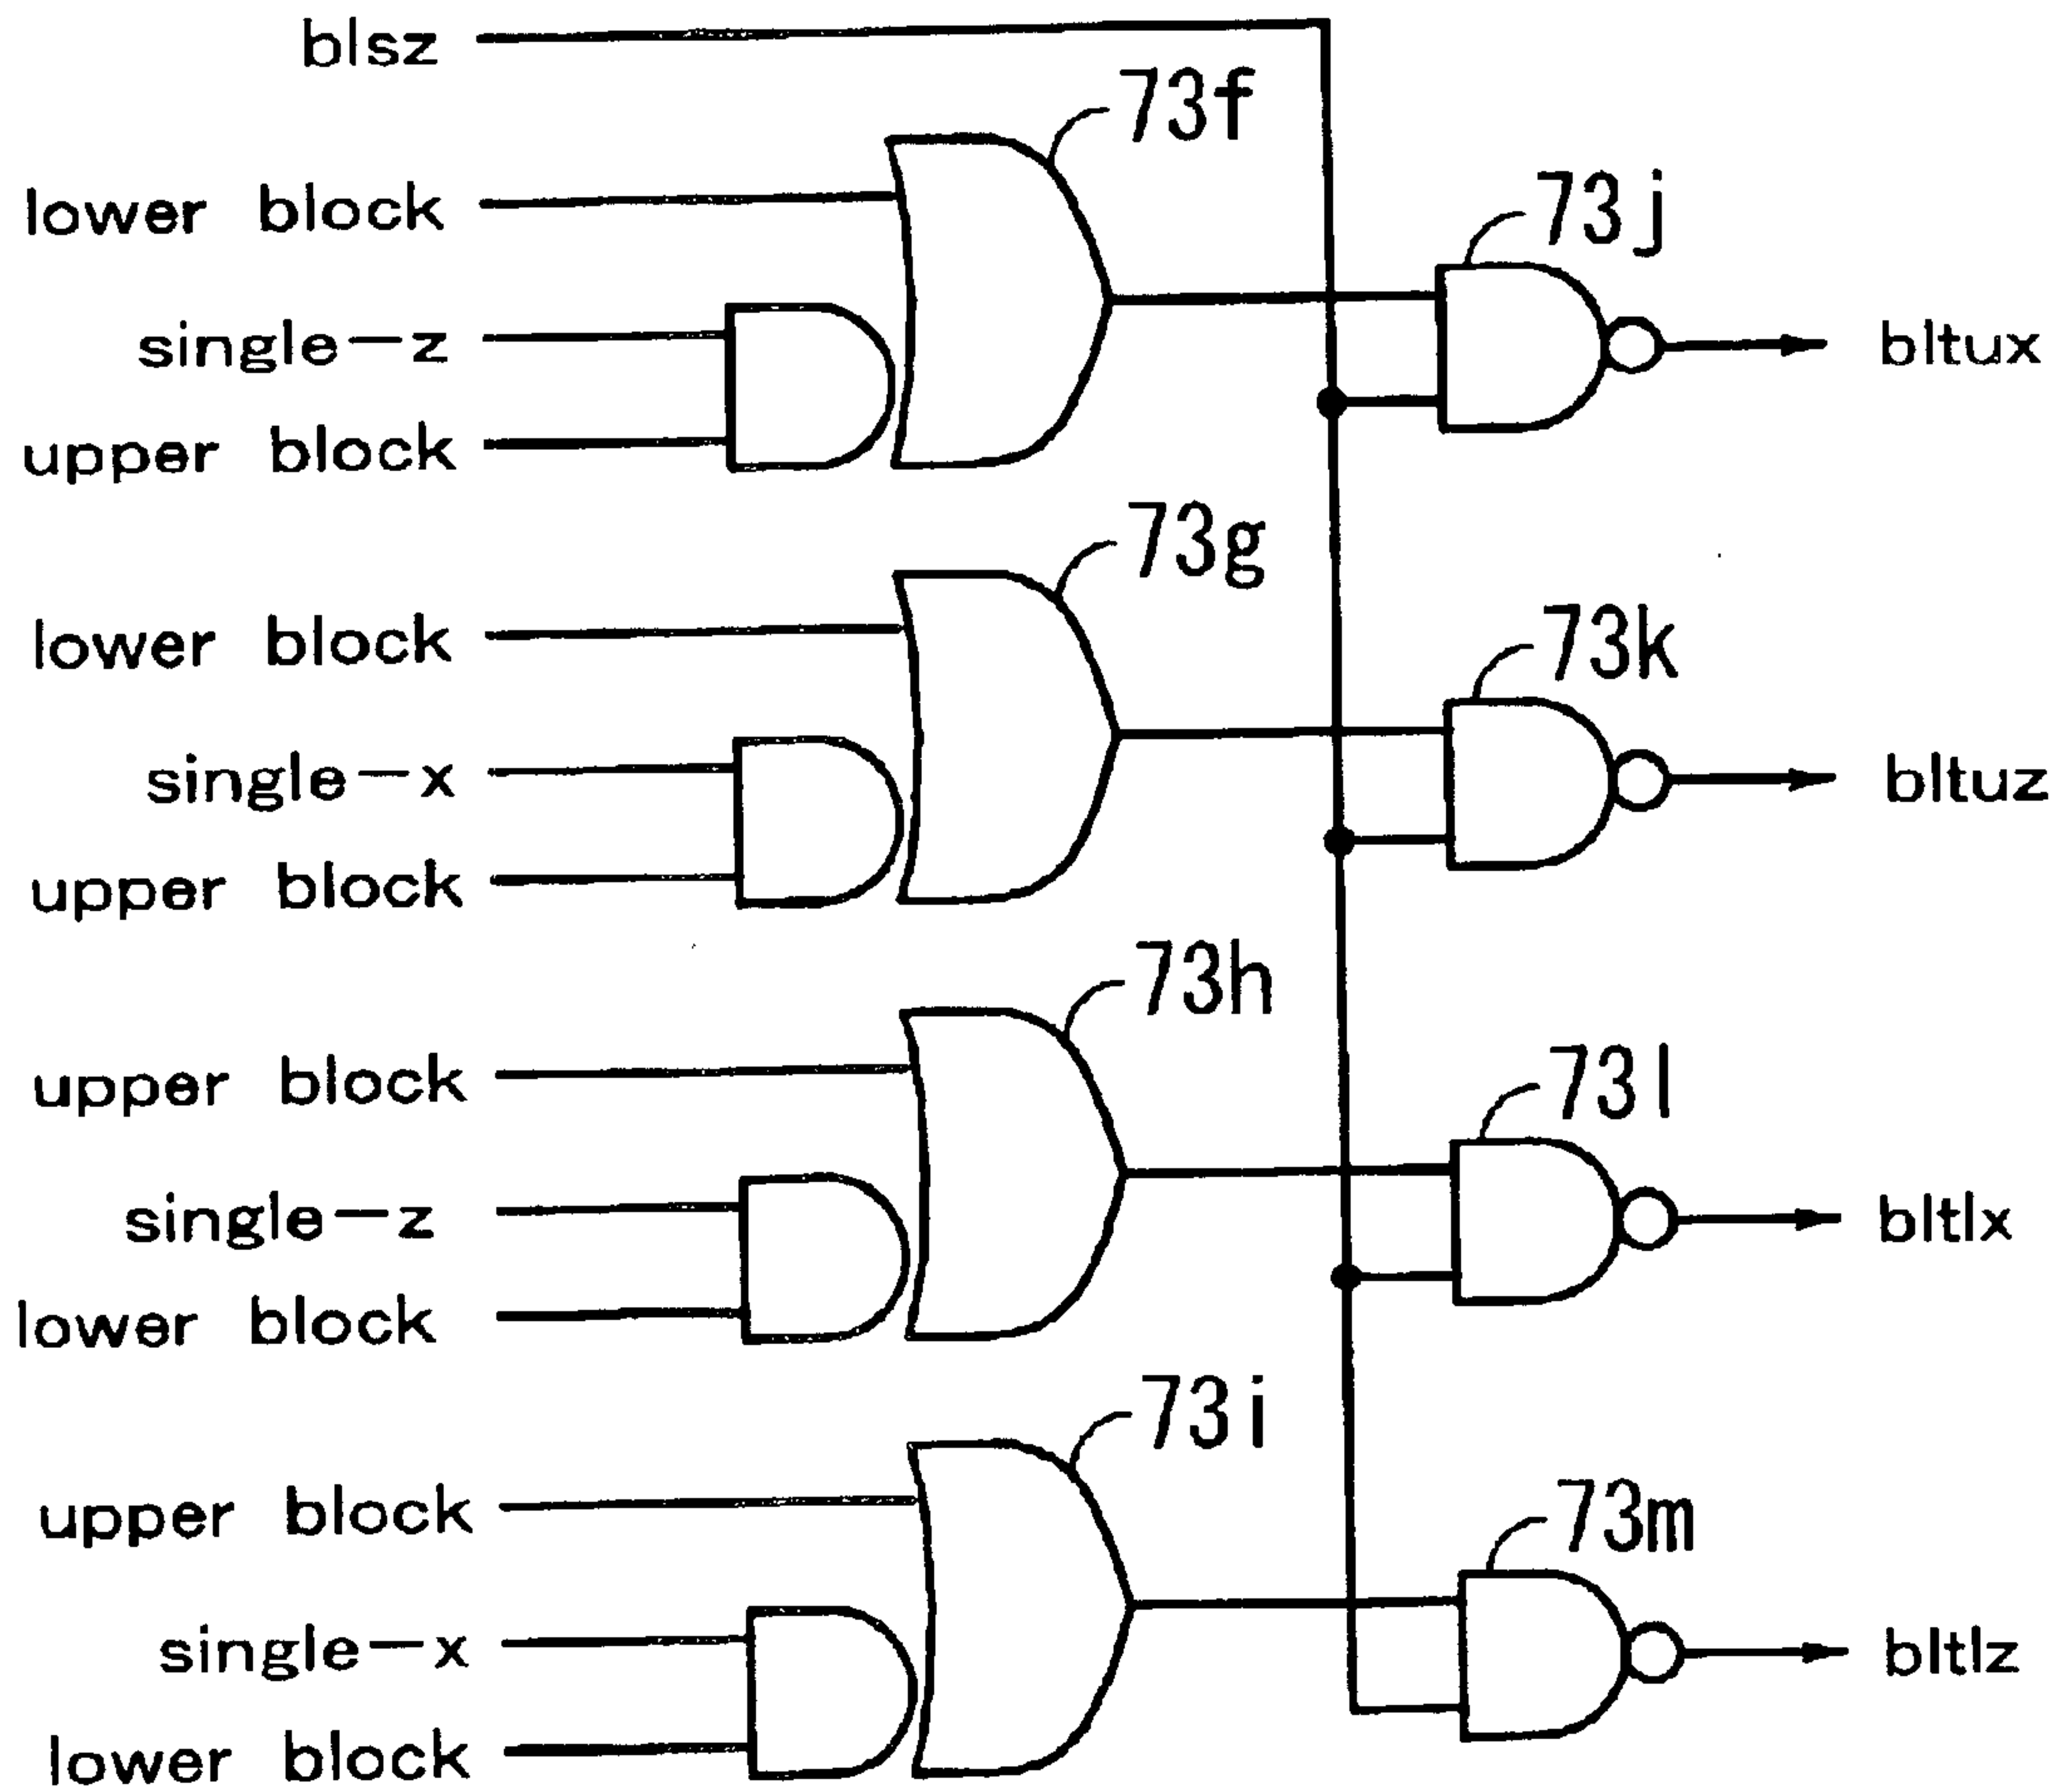 blsz
73f
lower block
73j
single-z
bltux
upper block
73g
lower block
73k
single-x
bltuz
upper block
73h
upper block
73l
single-z
bltlx
lower block
73i
upper block
73m
single-x
bltlz
lower block